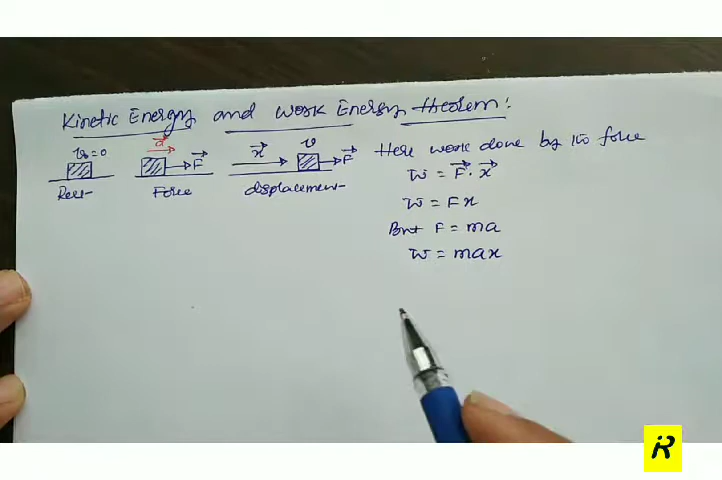 Kinetic Energy and work Energy theorem:
v₀=0
Rest
a⃗
F⃗
Force
x⃗
v
F⃗
displacement
Here work done by the force
W = F⃗ . x⃗
W = Fx
But F = ma
W = max
R